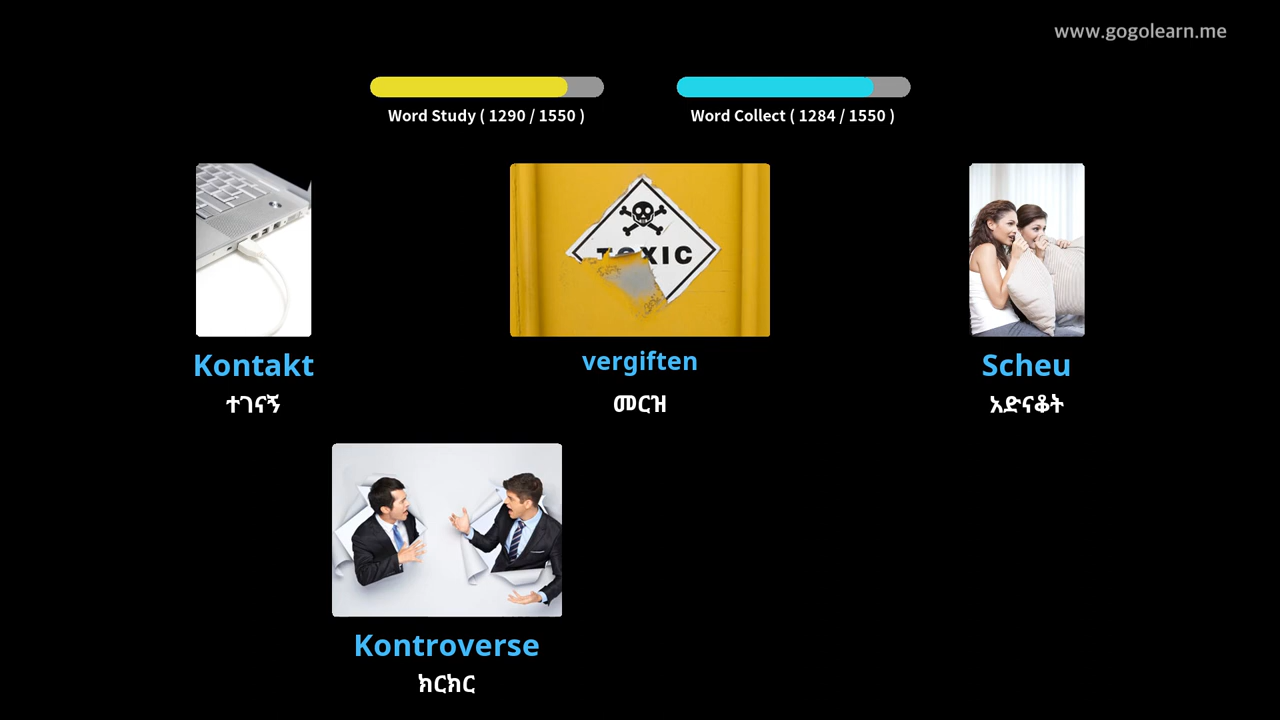 www.gogolearn.me
Word Study ( 1290 / 1550 )
Word Collect ( 1284 / 1550 )
TOXIC
Kontakt
vergiften
Scheu
ተገናኝ
መርዝ
አድናቆት
Kontroverse
ክርክር